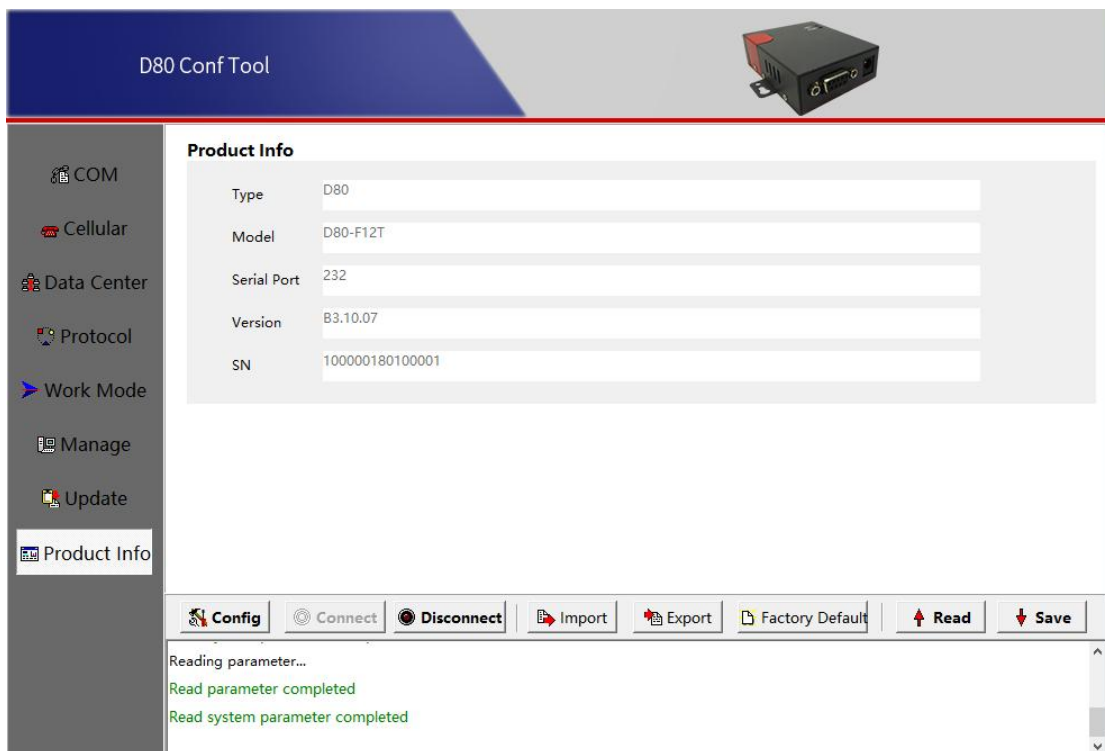 D80 Conf Tool
COM
Cellular
Data Center
Protocol
Work Mode
Manage
Update
Product Info
Product Info
Type D80
Model D80-F12T
Serial Port 232
Version B3.10.07
SN 100000180100001
Config Connect Disconnect Import Export Factory Default Read Save
Reading parameter...
Read parameter completed
Read system parameter completed